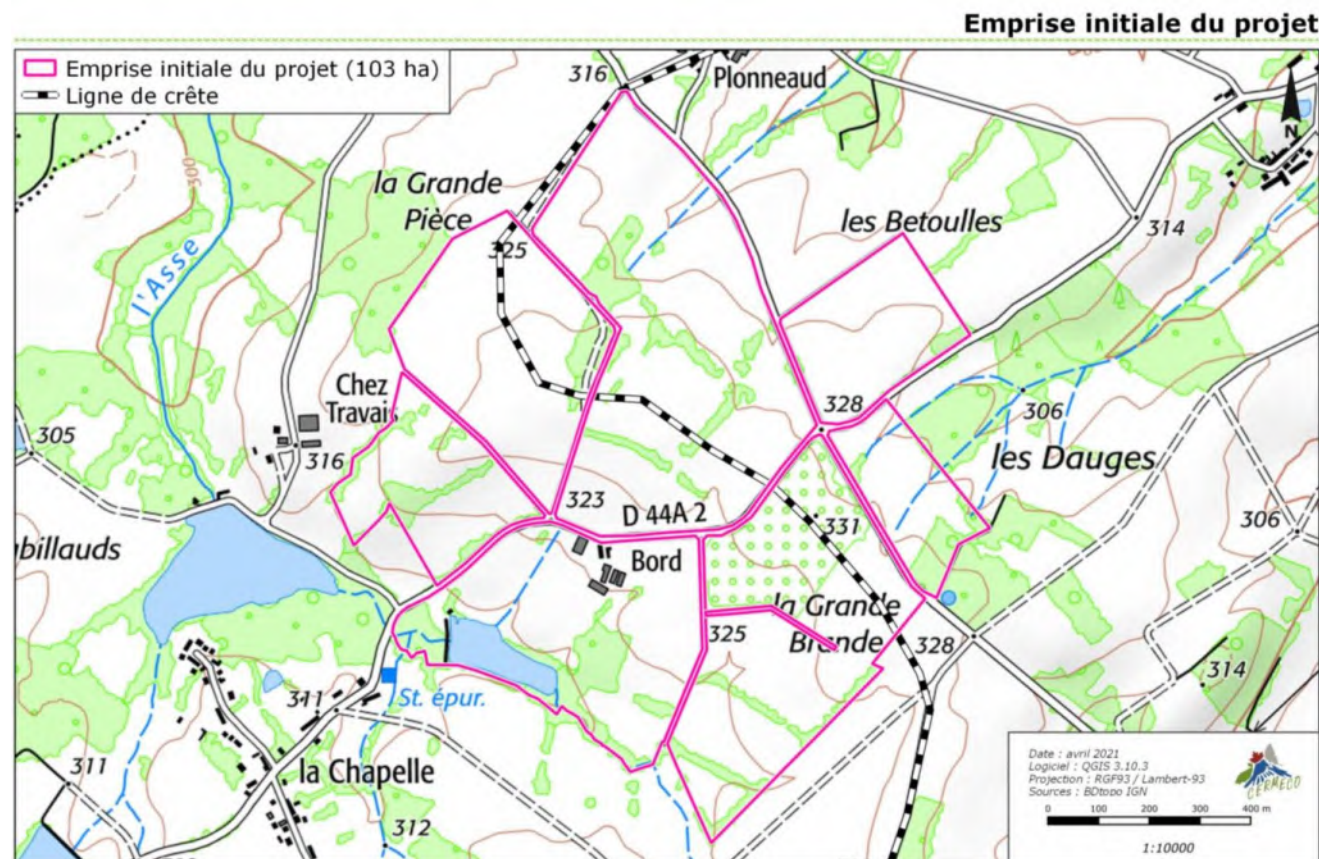 Emprise initiale du projet
Emprise initiale du projet (103 ha)
Ligne de crête
316
Plonneaud
N
300
la Grande
Pièce
325
les Betoulles
314
l'Asse
Chez
Travais
316
305
328
306
les Dauges
323
D 44A 2
331
Bord
306
abillauds
la Grande
Brande
325
328
314
St. épur.
311
la Chapelle
311
312
Date : avril 2021
Logiciel : QGIS 3.10.3
Projection : RGF93 / Lambert-93
Sources : BDtopo IGN
CERMECO
0 100 200 300 400 m
1:10000